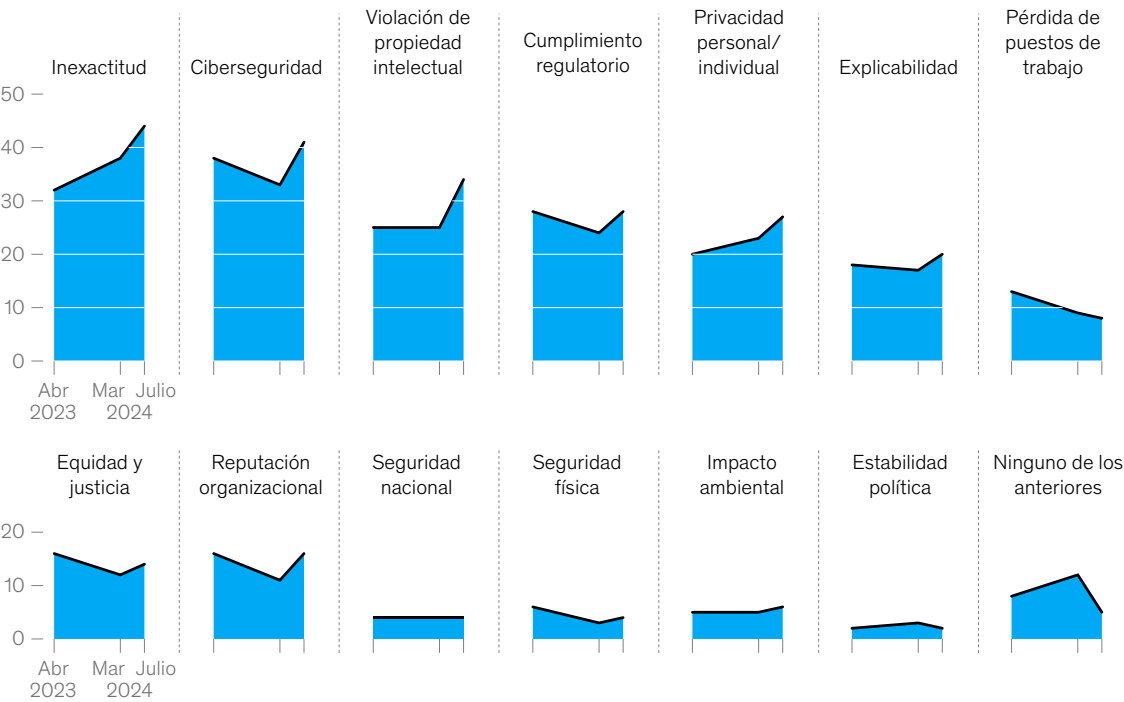 Inexactitud
Ciberseguridad
Violación de
propiedad
intelectual
Cumplimiento
regulatorio
Privacidad
personal/
individual
Explicabilidad
Pérdida de
puestos de
trabajo
50
40
30
20
10
0
Abr
2023
Mar Julio
2024
Equidad y
justicia
Reputación
organizacional
Seguridad
nacional
Seguridad
física
Impacto
ambiental
Estabilidad
política
Ninguno de los
anteriores
20
10
0
Abr
2023
Mar Julio
2024